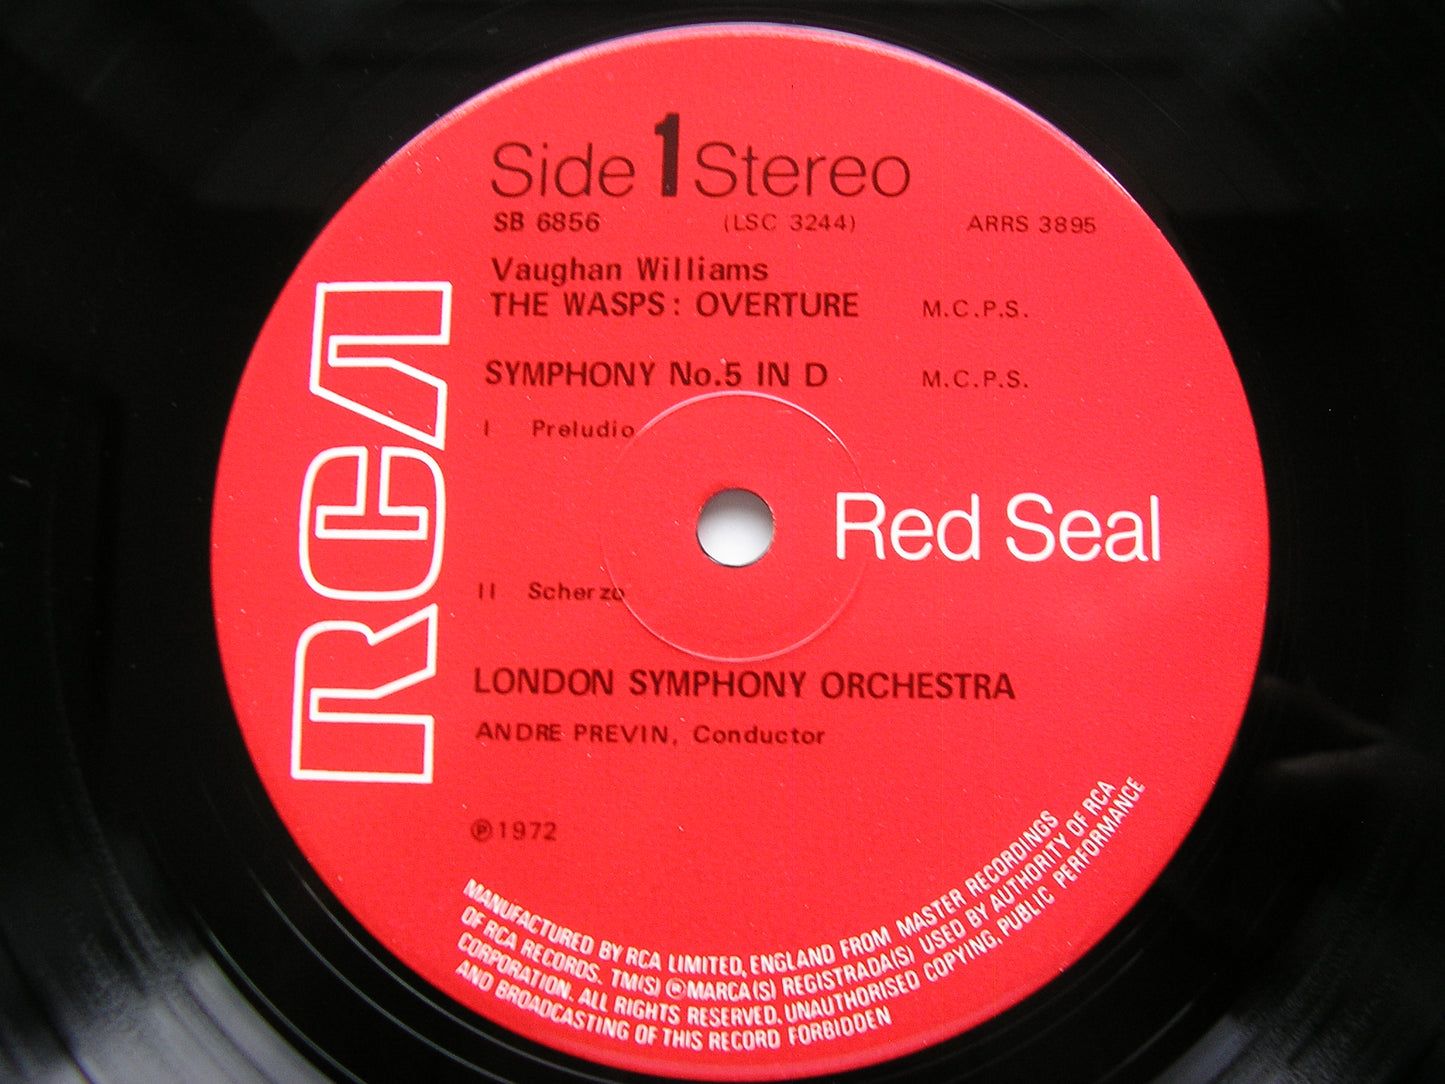 Side 1 Stereo
SB 6856 (LSC 3244) ARRS 3895
Vaughan Williams
THE WASPS: OVERTURE M.C.P.S.
SYMPHONY No.5 IN D M.C.P.S.
I Preludio
RCA
Red Seal
II Scherzo
LONDON SYMPHONY ORCHESTRA
ANDRE PREVIN, Conductor
℗1972
MANUFACTURED BY RCA LIMITED, ENGLAND FROM MASTER RECORDINGS
OF RCA RECORDS. TM(S) ® MARCA(S) REGISTRADA(S) USED BY AUTHORITY OF RCA
CORPORATION. ALL RIGHTS RESERVED. UNAUTHORISED COPYING, PUBLIC PERFORMANCE
AND BROADCASTING OF THIS RECORD FORBIDDEN